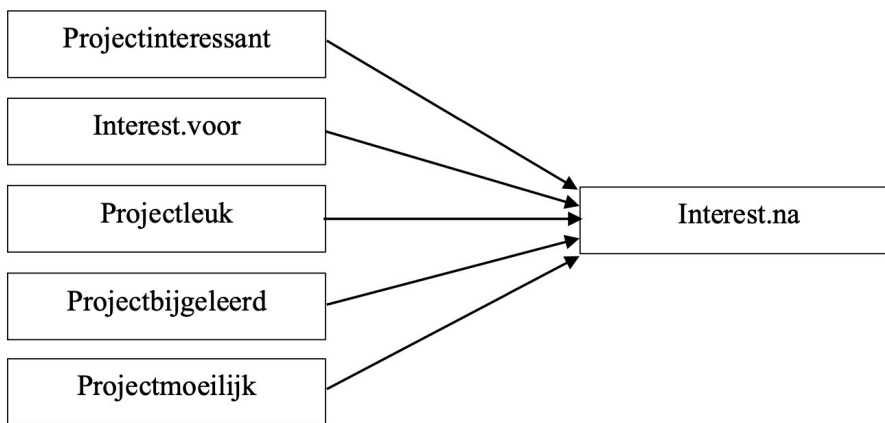 Projectinteressant
Interest.voor
Projectleuk
Projectbijgeleerd
Projectmoeilijk
Interest.na